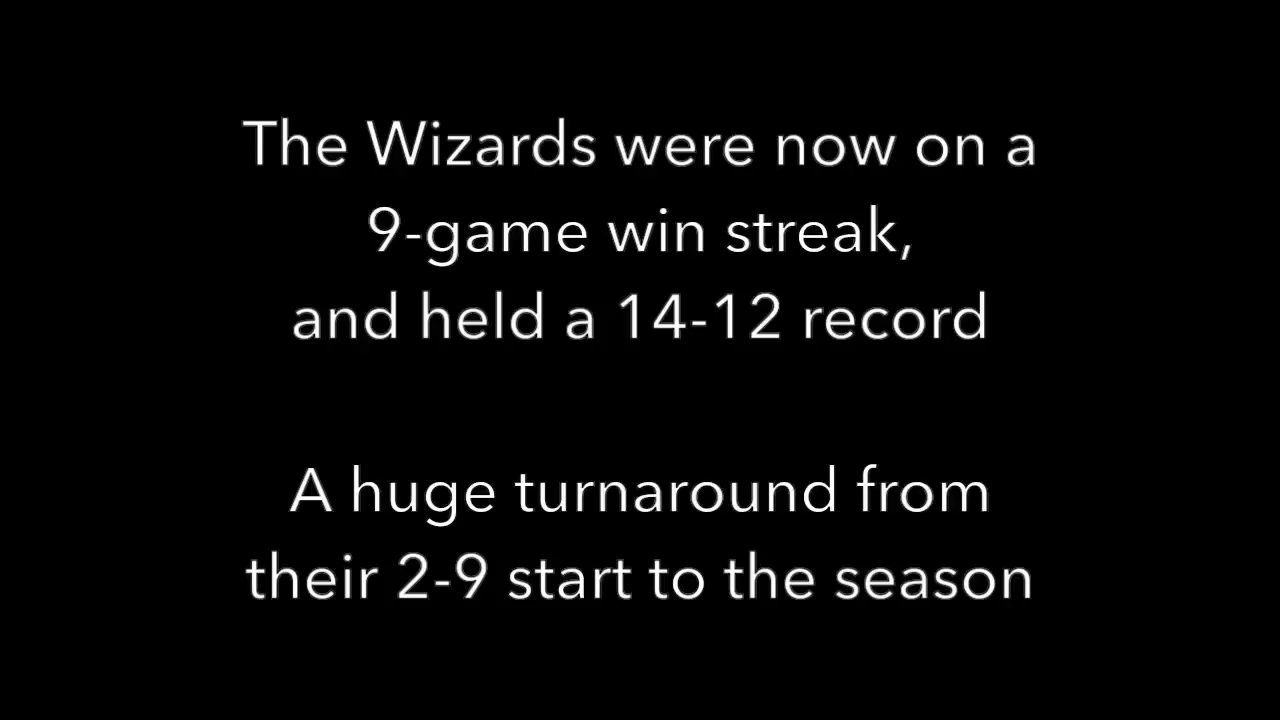 The Wizards were now on a
9-game win streak,
and held a 14-12 record
A huge turnaround from
their 2-9 start to the season